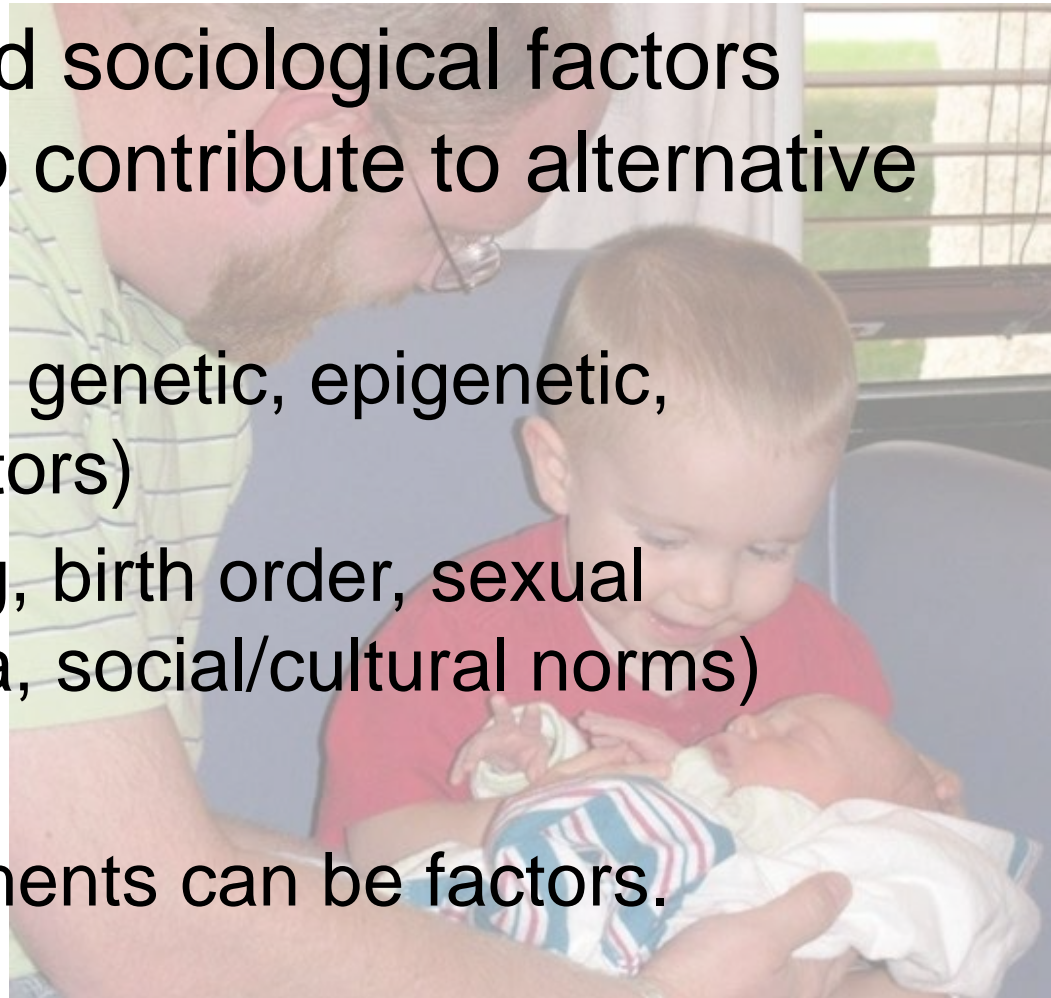 d sociological factors
contribute to alternative
genetic, epigenetic,
tors)
, birth order, sexual
, social/cultural norms)
nents can be factors.